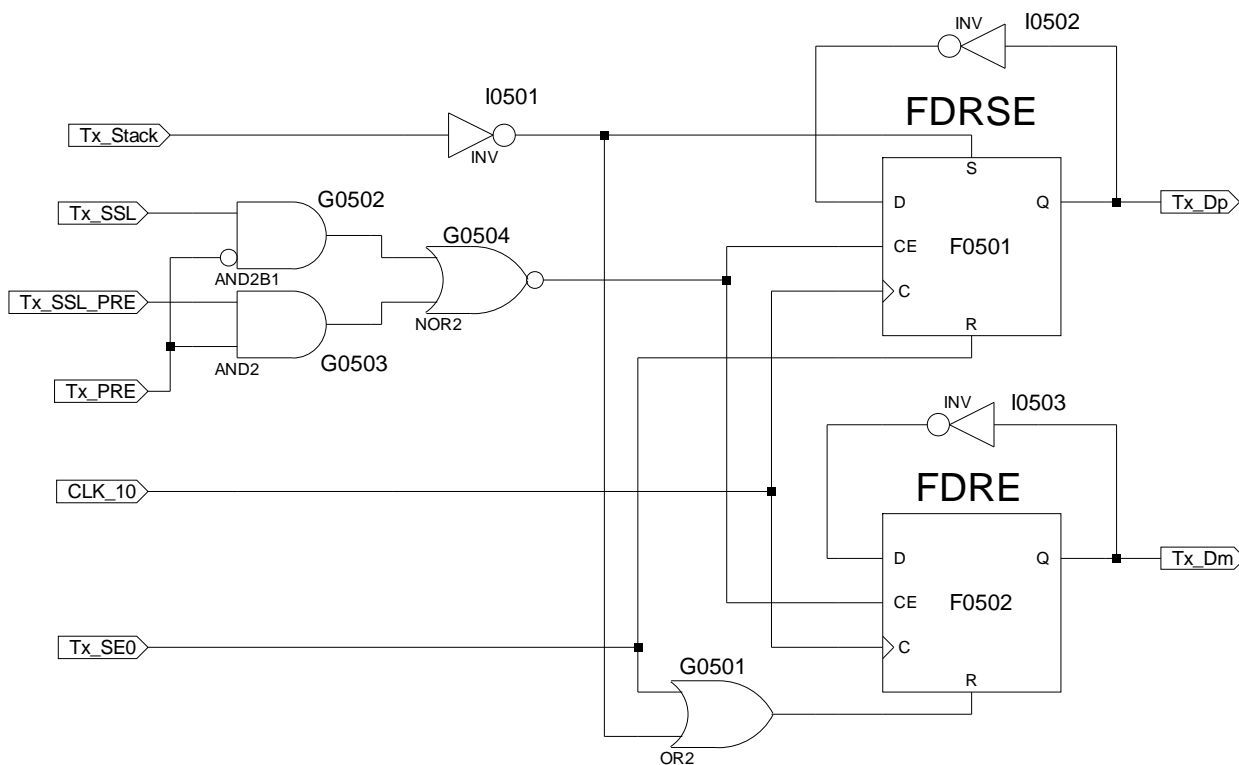 INV
I0502
I0501
FDRSE
Tx_Stack
INV
S
G0502
Tx_SSL
D
Q
Tx_Dp
G0504
CE
F0501
AND2B1
C
Tx_SSL_PRE
NOR2
R
AND2
G0503
Tx_PRE
INV
I0503
CLK_10
FDRE
D
Q
Tx_Dm
CE
F0502
Tx_SE0
C
G0501
R
OR2